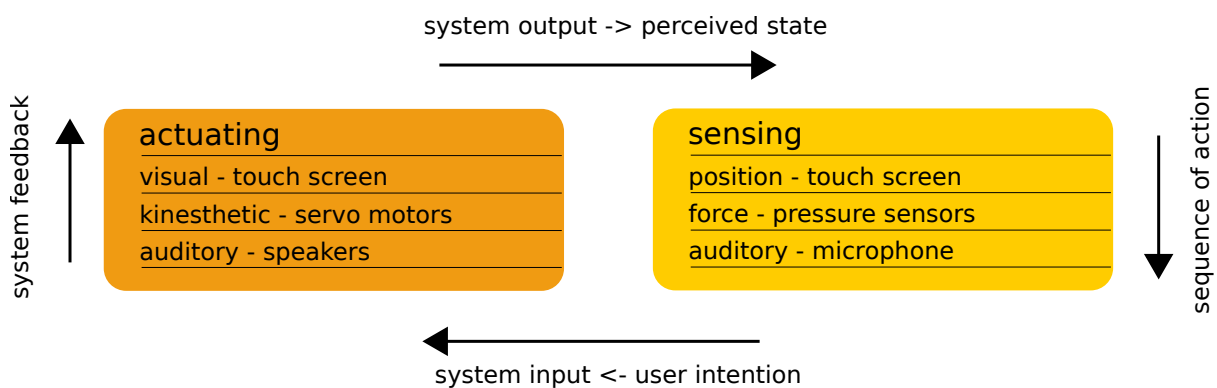 system output -> perceived state
system feedback
actuating
visual - touch screen
kinesthetic - servo motors
auditory - speakers
sensing
position - touch screen
force - pressure sensors
auditory - microphone
sequence of action
system input <- user intention